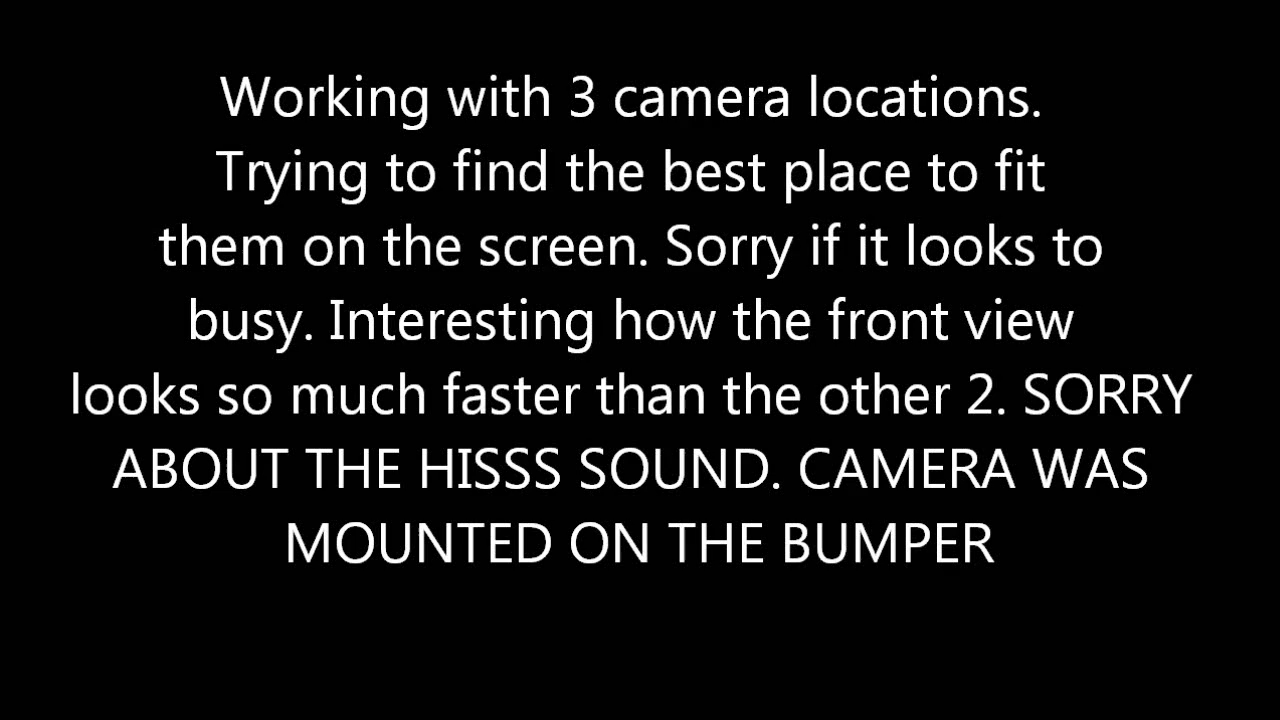 Working with 3 camera locations.
Trying to find the best place to fit
them on the screen. Sorry if it looks to
busy. Interesting how the front view
looks so much faster than the other 2. SORRY
ABOUT THE HISSS SOUND. CAMERA WAS
MOUNTED ON THE BUMPER